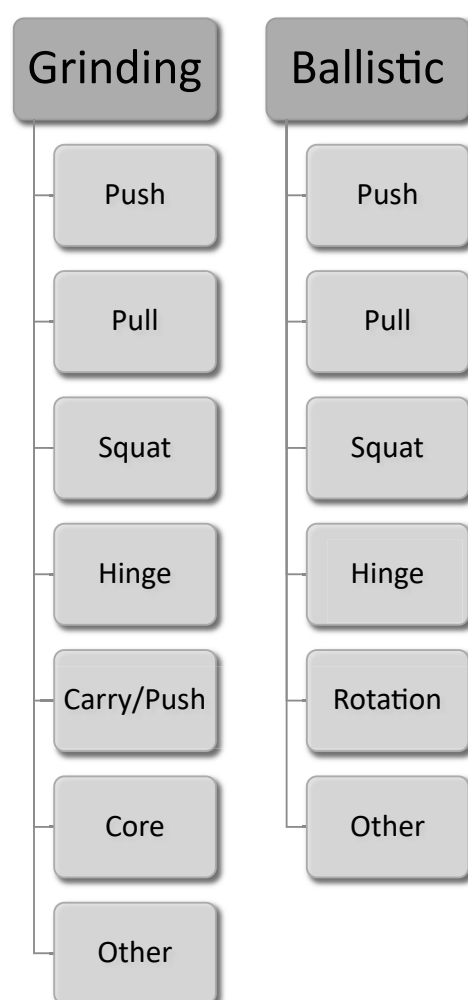 Grinding
Push
Pull
Squat
Hinge
Carry/Push
Core
Other
Ballistic
Push
Pull
Squat
Hinge
Rotation
Other